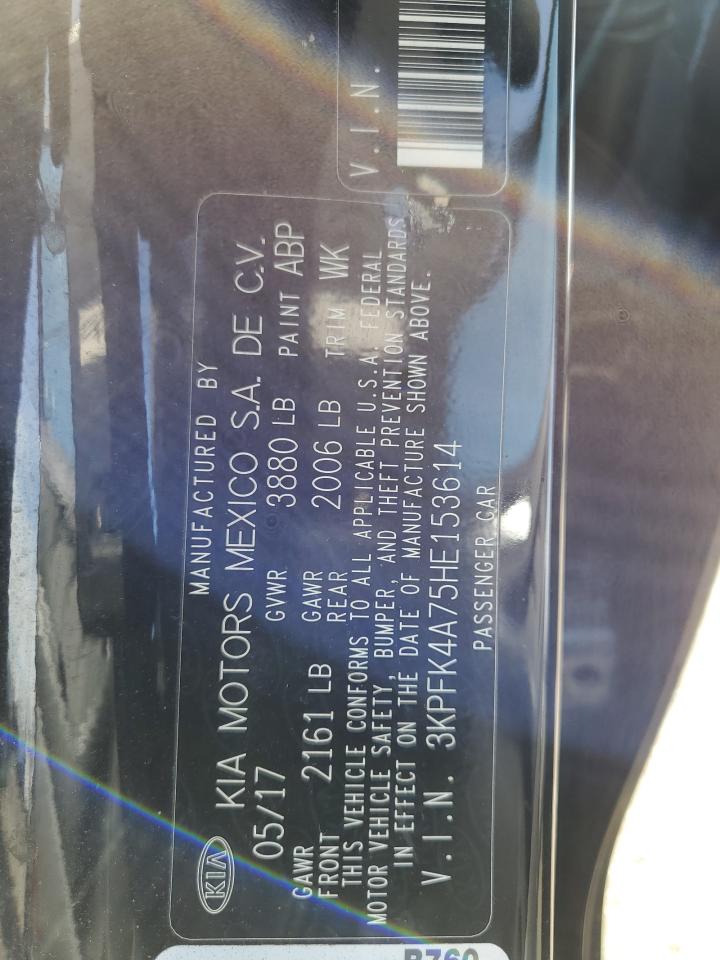 MANUFACTURED BY
KIA KIA MOTORS MEXICO S.A. DE C.V.
05/17 GVWR 3880 LB PAINT ABP
GAWR FRONT 2161 LB GAWR REAR 2006 LB TRIM WK
THIS VEHICLE CONFORMS TO ALL APPLICABLE U.S.A. FEDERAL
MOTOR VEHICLE SAFETY, BUMPER, AND THEFT PREVENTION STANDARDS
IN EFFECT ON THE DATE OF MANUFACTURE SHOWN ABOVE.
V.I.N. 3KPFK4A75HE153614
PASSENGER CAR
V.I.N.